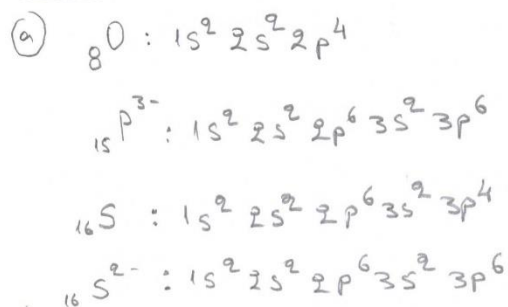 (a) ₈O : 1s² 2s² 2p⁴
₁₅P³⁻ : 1s² 2s² 2p⁶ 3s² 3p⁶
₁₆S : 1s² 2s² 2p⁶ 3s² 3p⁴
₁₆S²⁻ : 1s² 2s² 2p⁶ 3s² 3p⁶